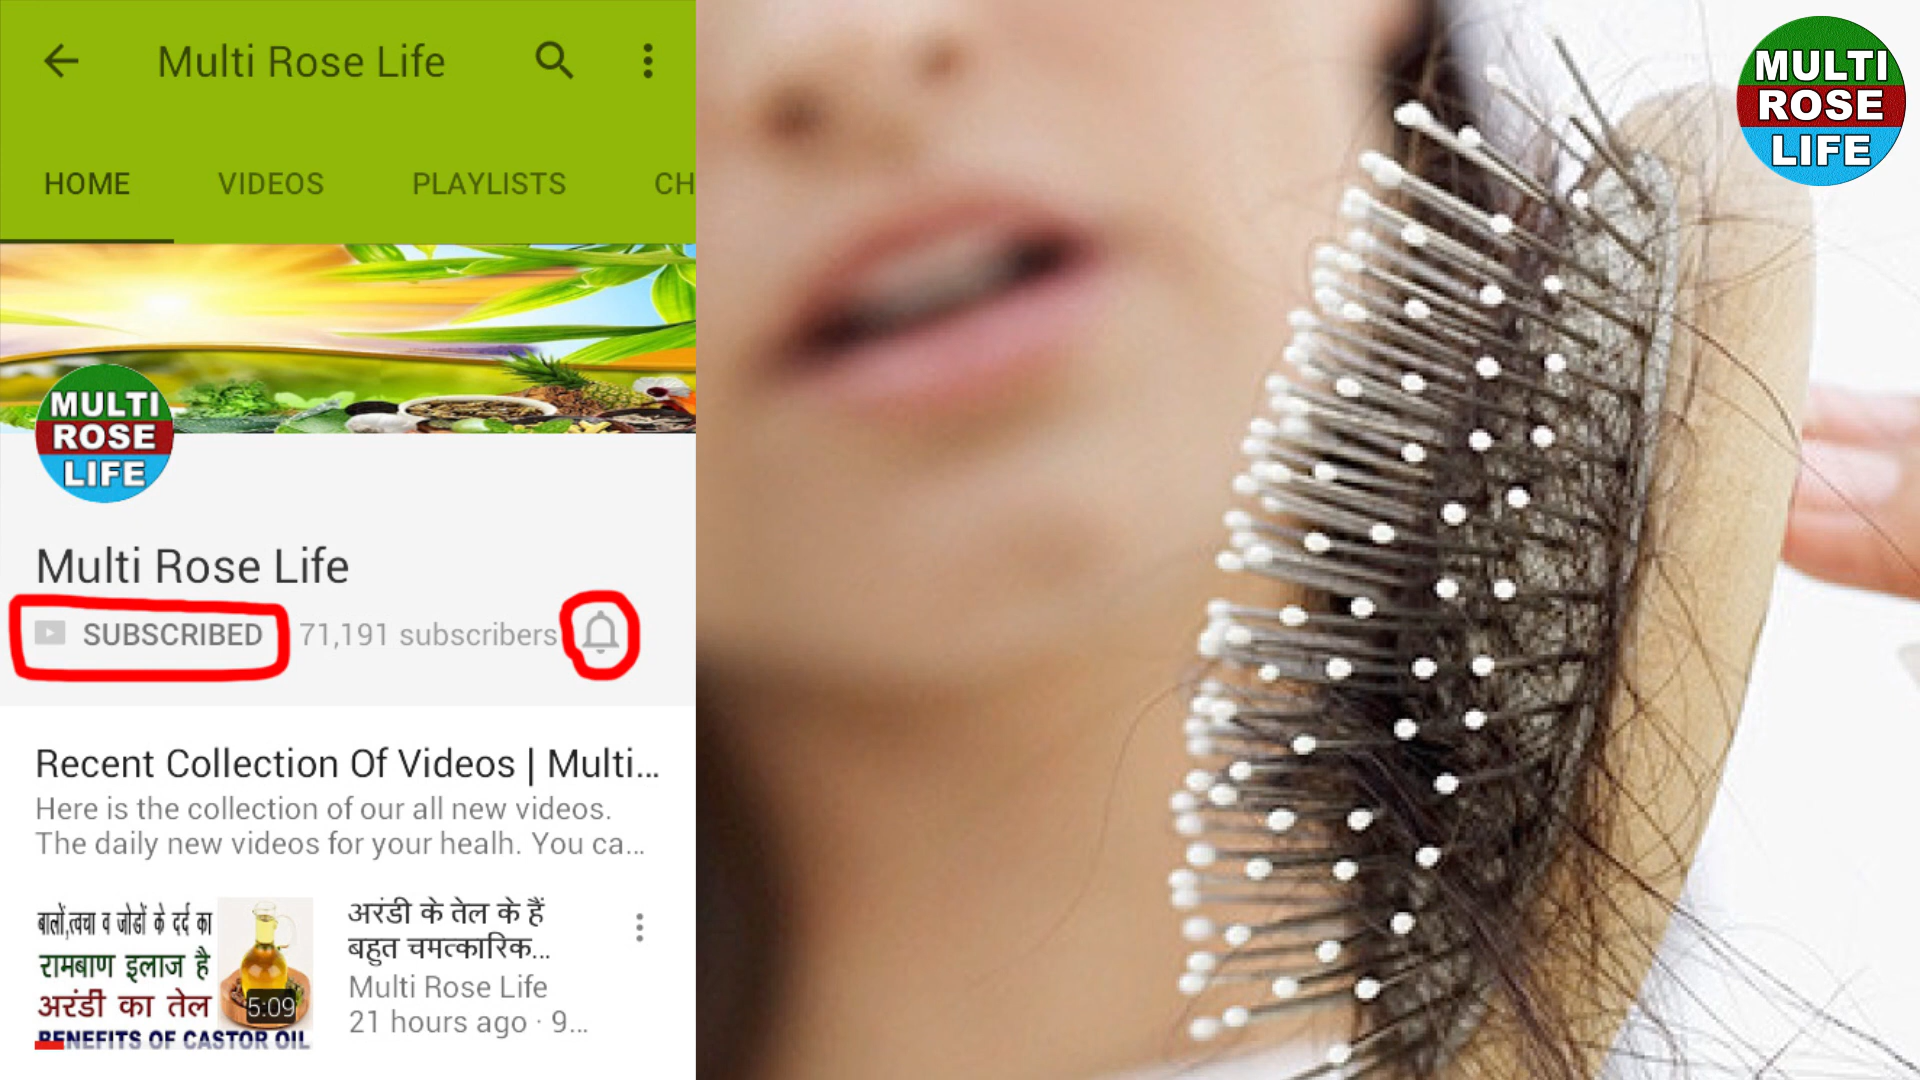 Multi Rose Life
HOME VIDEOS PLAYLISTS CH
MULTI
ROSE
LIFE
Multi Rose Life
SUBSCRIBED 71,191 subscribers
Recent Collection Of Videos | Multi...
Here is the collection of our all new videos.
The daily new videos for your healh. You ca...
बालों,त्वचा व जोडों के दर्द का
रामबाण इलाज है
अरंडी का तेल
BENEFITS OF CASTOR OIL
5:09
अरंडी के तेल के हैं
बहुत चमत्कारिक...
Multi Rose Life
21 hours ago · 9...
MULTI
ROSE
LIFE